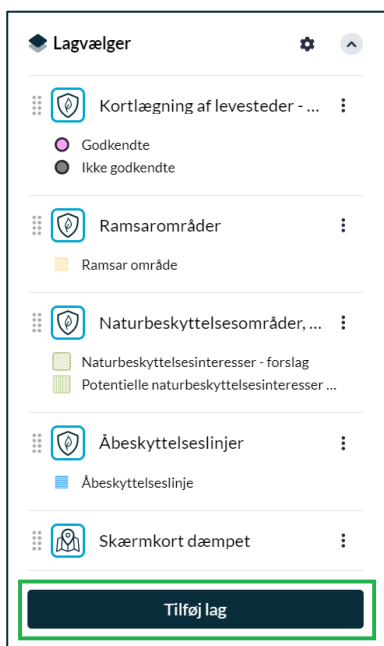 Lagvælger
Kortlægning af levesteder - ...
Godkendte
Ikke godkendte
Ramsarområder
Ramsar område
Naturbeskyttelsesområder, ...
Naturbeskyttelsesinteresser - forslag
Potentielle naturbeskyttelsesinteresser ...
Åbeskyttelseslinjer
Åbeskyttelseslinje
Skærmkort dæmpet
Tilføj lag